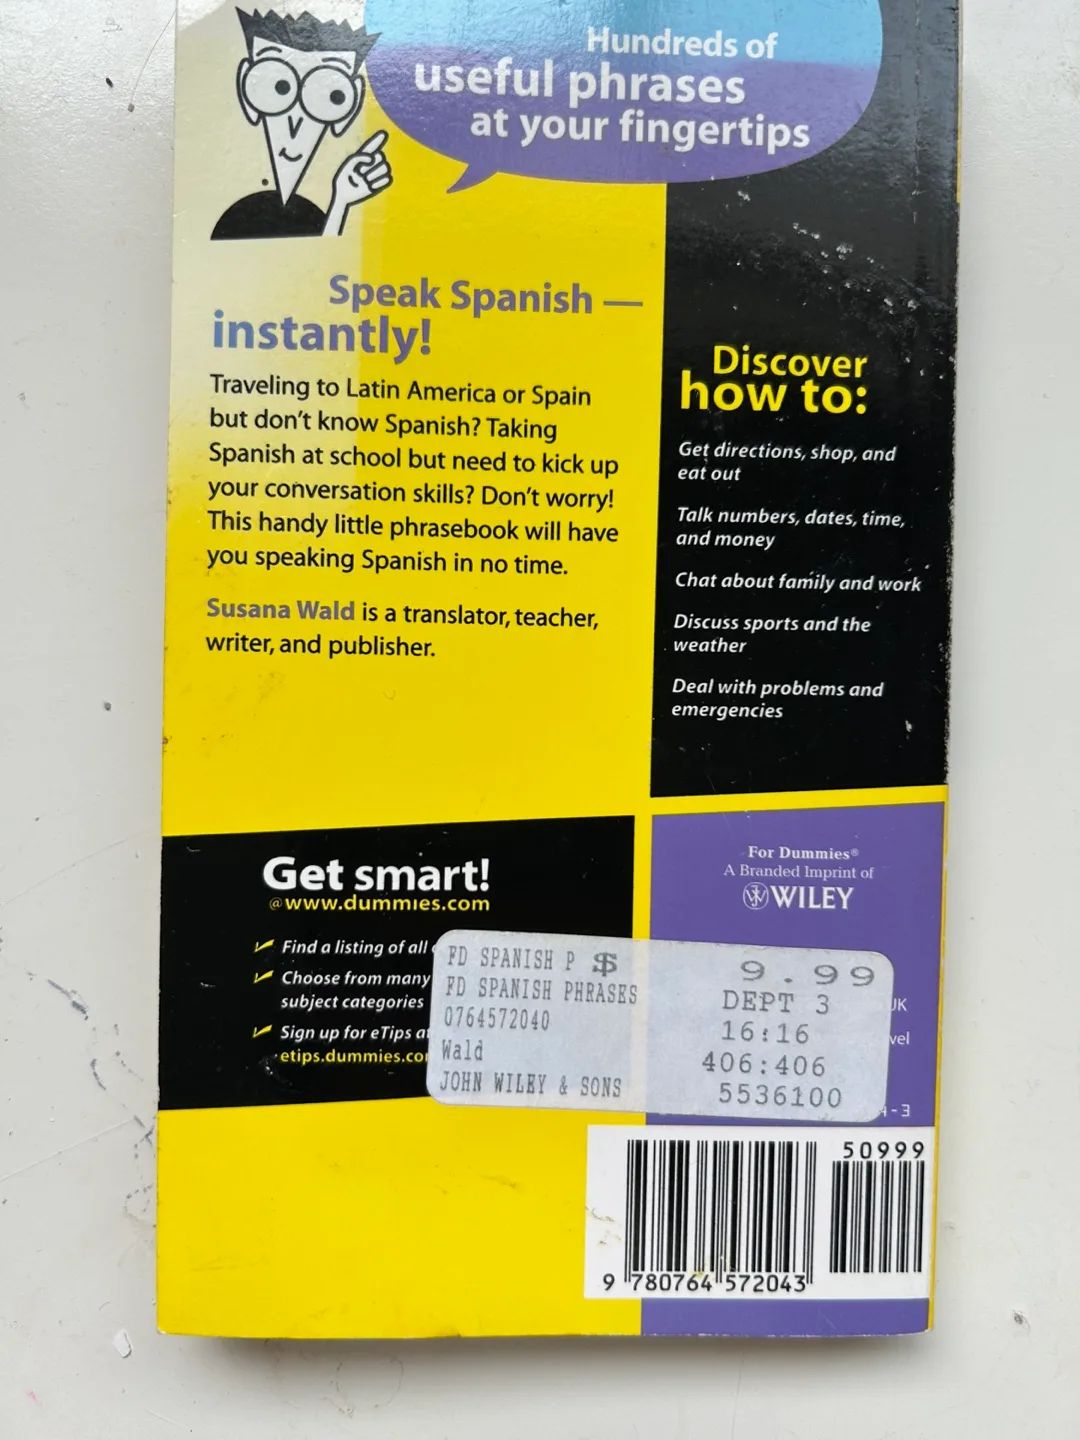 Hundreds of
useful phrases
at your fingertips
Speak Spanish —
instantly!
Traveling to Latin America or Spain
but don't know Spanish? Taking
Spanish at school but need to kick up
your conversation skills? Don't worry!
This handy little phrasebook will have
you speaking Spanish in no time.
Susana Wald is a translator, teacher,
writer, and publisher.
Discover
how to:
Get directions, shop, and
eat out
Talk numbers, dates, time,
and money
Chat about family and work
Discuss sports and the
weather
Deal with problems and
emergencies
Get smart!
@www.dummies.com
Find a listing of all
Choose from many
subject categories
Sign up for eTips
etips.dummies.co
For Dummies®
A Branded Imprint of
WILEY
UK
vel
-3
FD SPANISH P $ 9.99
FD SPANISH PHRASES DEPT 3
0764572040 16:16
Wald 406:406
JOHN WILEY & SONS 5536100
50999
9 780764 572043